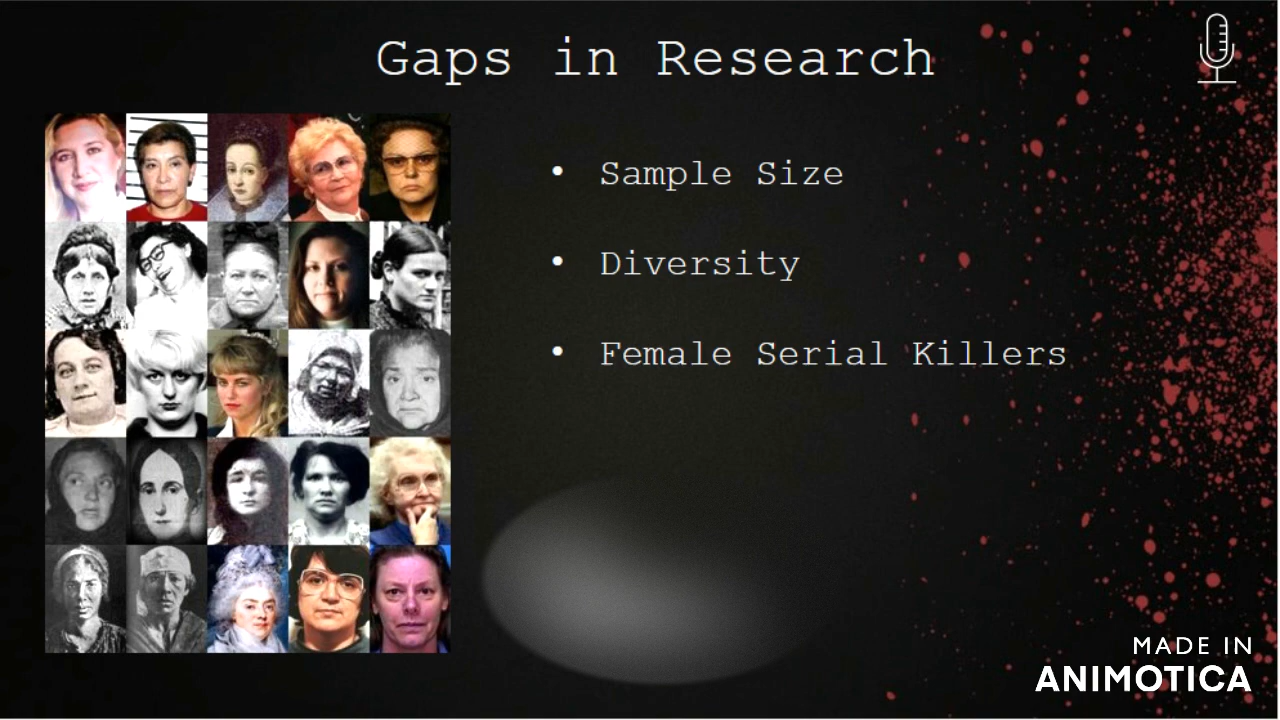 Gaps in Research
• Sample Size
• Diversity
• Female Serial Killers
MADE IN
ANIMOTICA